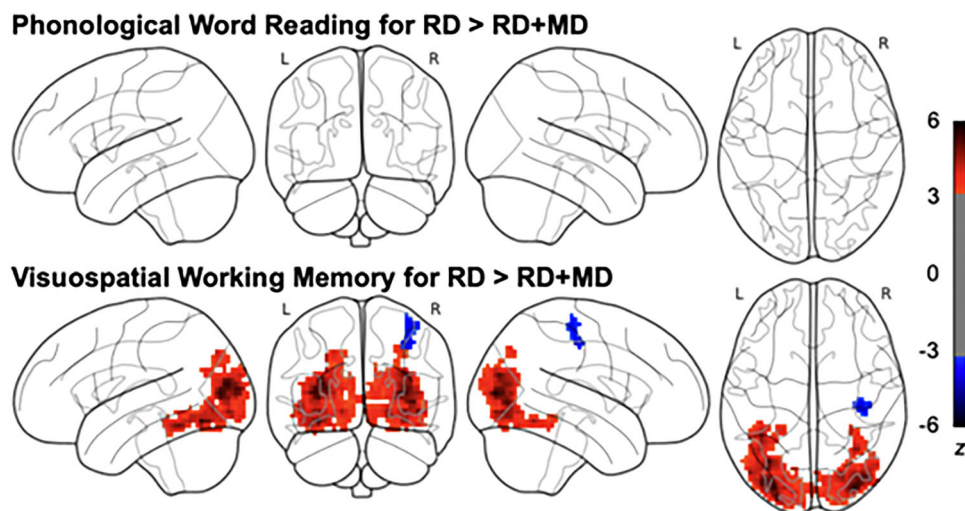 Phonological Word Reading for RD > RD+MD
L R L R
6
3
0
-3
-6
z
Visuospatial Working Memory for RD > RD+MD
L R L R